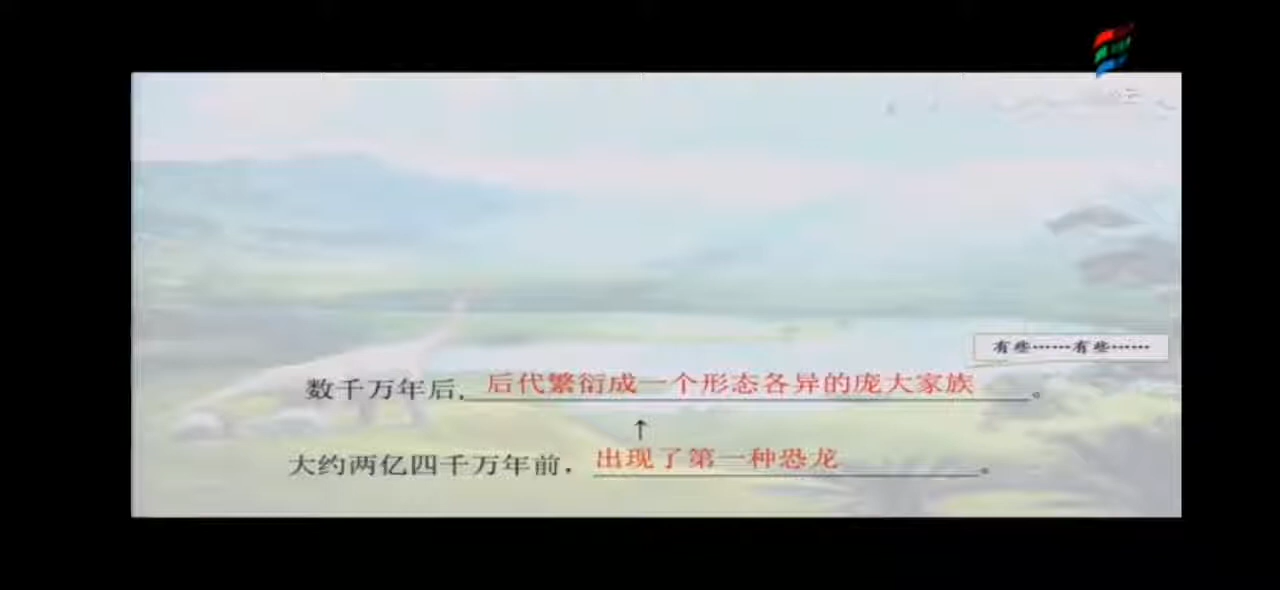 有些……有些……
数千万年后,后代繁衍成一个形态各异的庞大家族。
↑
大约两亿四千万年前,出现了第一种恐龙。